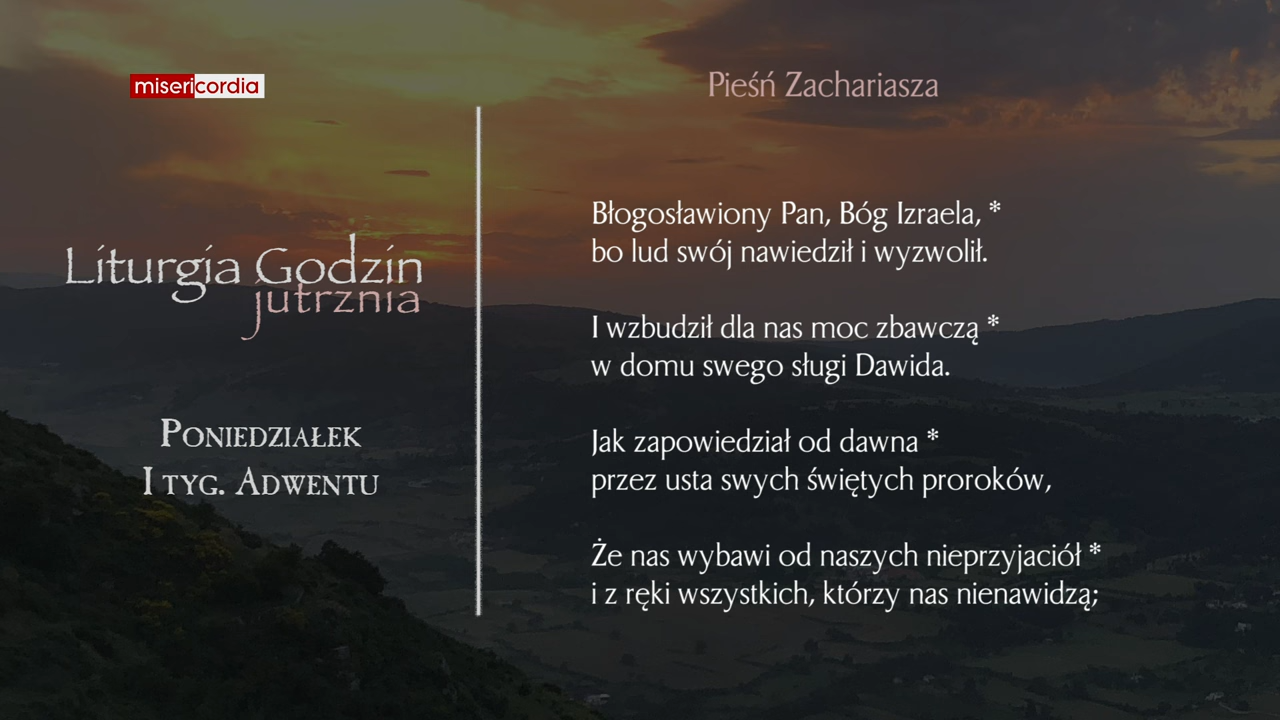 misericordia
Liturgia Godzin
jutrznia
Poniedziałek
I tyg. Adwentu
Pieśń Zachariasza
Błogosławiony Pan, Bóg Izraela, *
bo lud swój nawiedził i wyzwolił.
I wzbudził dla nas moc zbawczą *
w domu swego sługi Dawida.
Jak zapowiedział od dawna *
przez usta swych świętych proroków,
Że nas wybawi od naszych nieprzyjaciół *
i z ręki wszystkich, którzy nas nienawidzą;